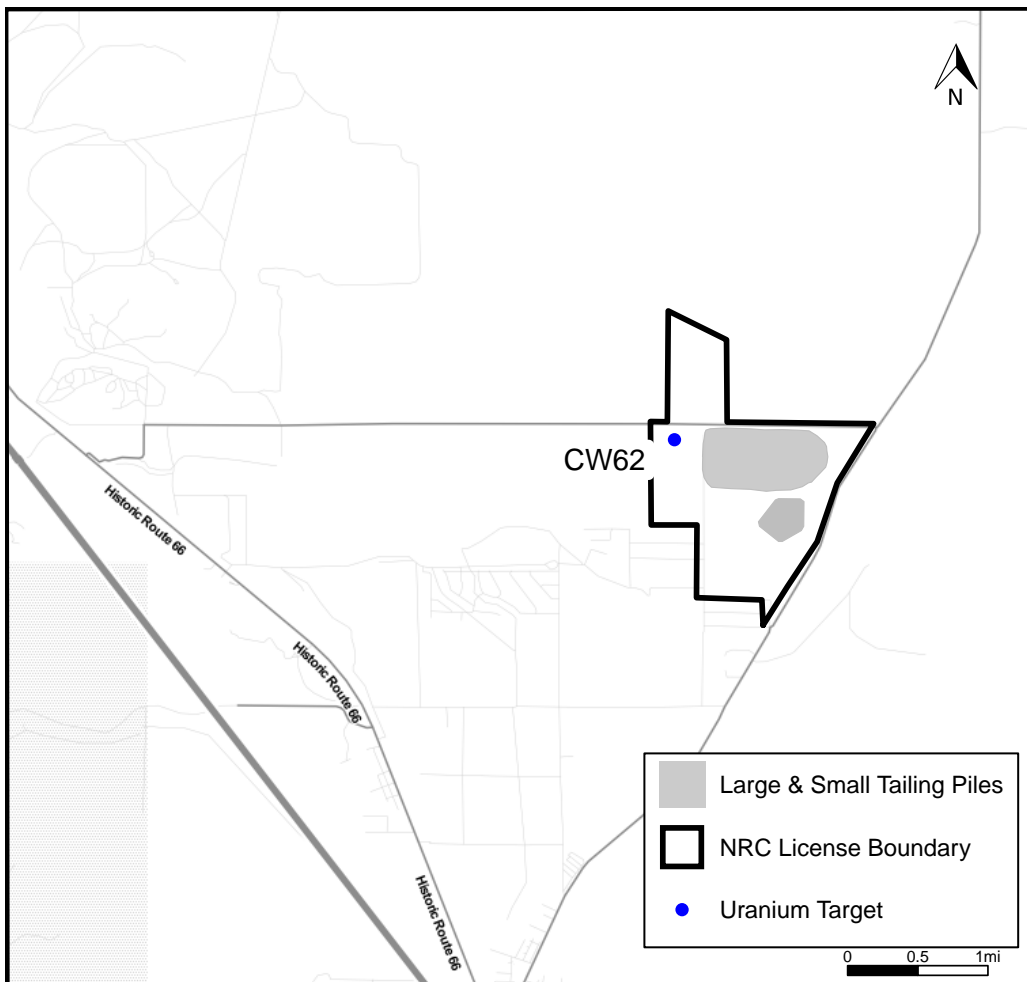 N
CW62
Historic Route 66
Historic Route 66
Historic Route 66
Large & Small Tailing Piles
NRC License Boundary
Uranium Target
0 0.5 1mi